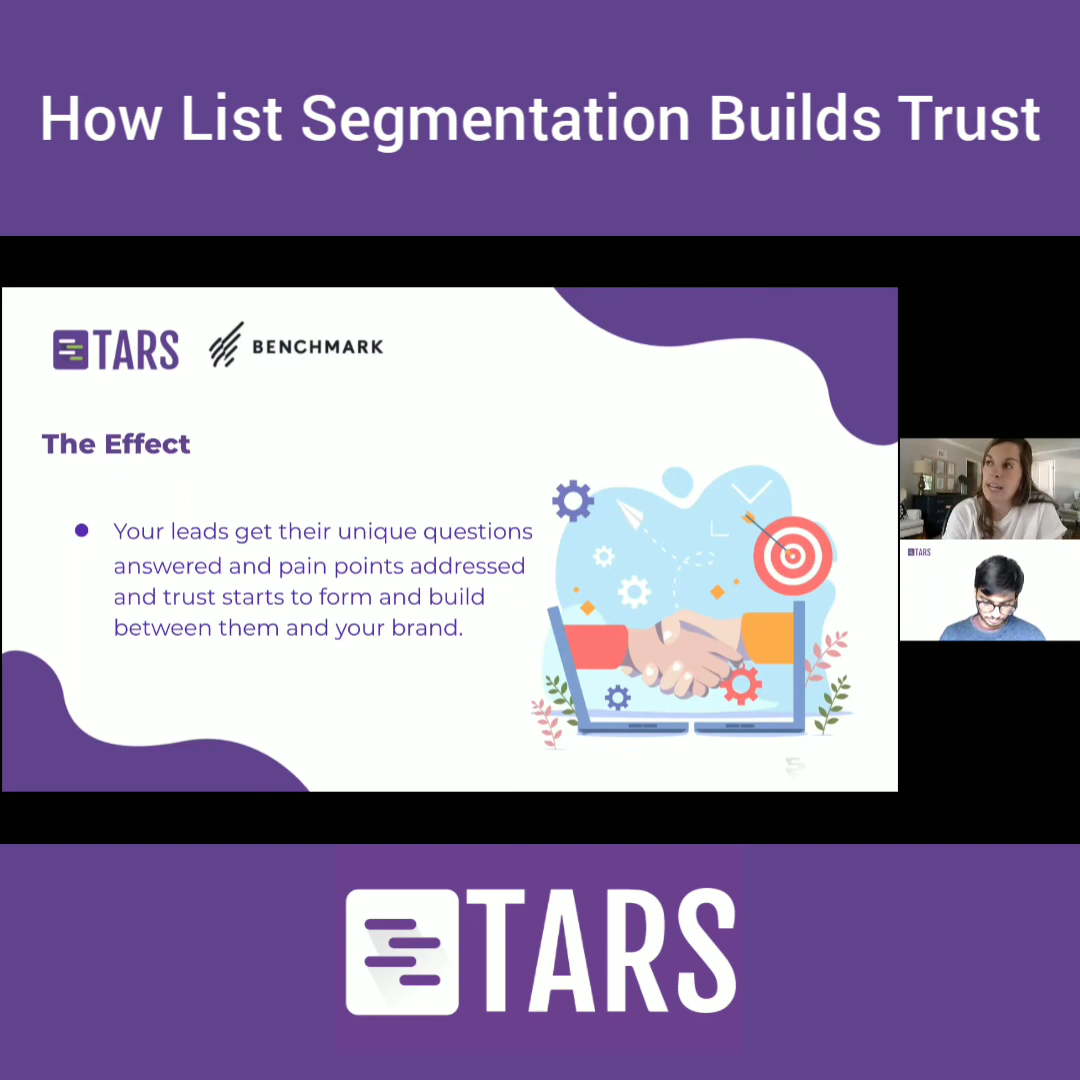 How List Segmentation Builds Trust
TARS
BENCHMARK
The Effect
Your leads get their unique questions
answered and pain points addressed
and trust starts to form and build
between them and your brand.
TARS
TARS